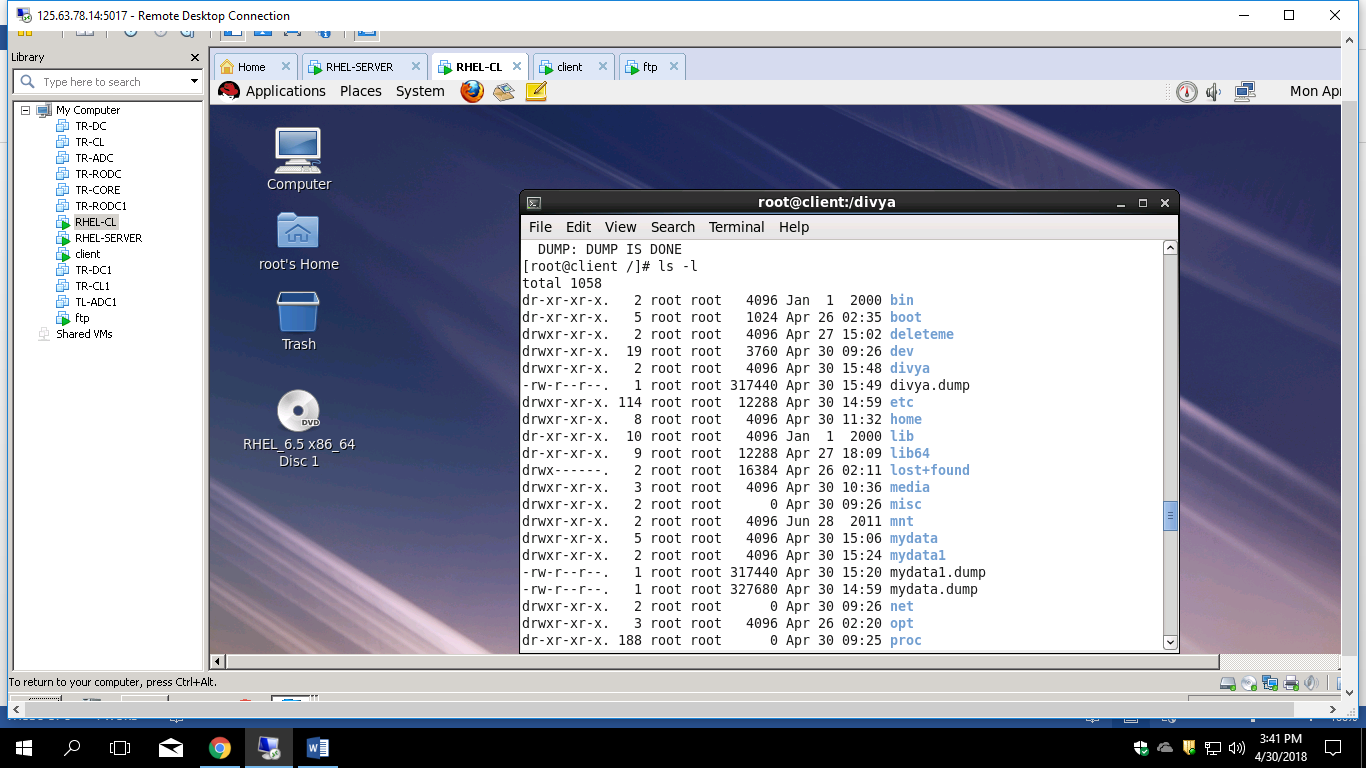 125.63.78.14:5017 - Remote Desktop Connection
Library
Type here to search
My Computer
TR-DC
TR-CL
TR-ADC
TR-RODC
TR-CORE
TR-RODC1
RHEL-CL
RHEL-SERVER
client
TR-DC1
TR-CL1
TL-ADC1
ftp
Shared VMs
Home RHEL-SERVER RHEL-CL client ftp
Applications Places System Mon Apr
Computer
root's Home
Trash
DVD
RHEL_6.5 x86_64
Disc 1
root@client:/divya
File Edit View Search Terminal Help
  DUMP: DUMP IS DONE
[root@client /]# ls -l
total 1058
dr-xr-xr-x.   2 root root   4096 Jan  1  2000 bin
dr-xr-xr-x.   5 root root   1024 Apr 26 02:35 boot
drwxr-xr-x.   2 root root   4096 Apr 27 15:02 deleteme
drwxr-xr-x.  19 root root   3760 Apr 30 09:26 dev
drwxr-xr-x.   2 root root   4096 Apr 30 15:48 divya
-rw-r--r--.   1 root root 317440 Apr 30 15:49 divya.dump
drwxr-xr-x. 114 root root  12288 Apr 30 14:59 etc
drwxr-xr-x.   8 root root   4096 Apr 30 11:32 home
dr-xr-xr-x.  10 root root   4096 Jan  1  2000 lib
dr-xr-xr-x.   9 root root  12288 Apr 27 18:09 lib64
drwx------.   2 root root  16384 Apr 26 02:11 lost+found
drwxr-xr-x.   3 root root   4096 Apr 30 10:36 media
drwxr-xr-x.   2 root root      0 Apr 30 09:26 misc
drwxr-xr-x.   2 root root   4096 Jun 28  2011 mnt
drwxr-xr-x.   5 root root   4096 Apr 30 15:06 mydata
drwxr-xr-x.   2 root root   4096 Apr 30 15:24 mydata1
-rw-r--r--.   1 root root 317440 Apr 30 15:20 mydata1.dump
-rw-r--r--.   1 root root 327680 Apr 30 14:59 mydata.dump
drwxr-xr-x.   2 root root      0 Apr 30 09:26 net
drwxr-xr-x.   3 root root   4096 Apr 26 02:20 opt
dr-xr-xr-x. 188 root root      0 Apr 30 09:25 proc
To return to your computer, press Ctrl+Alt.
3:41 PM
4/30/2018